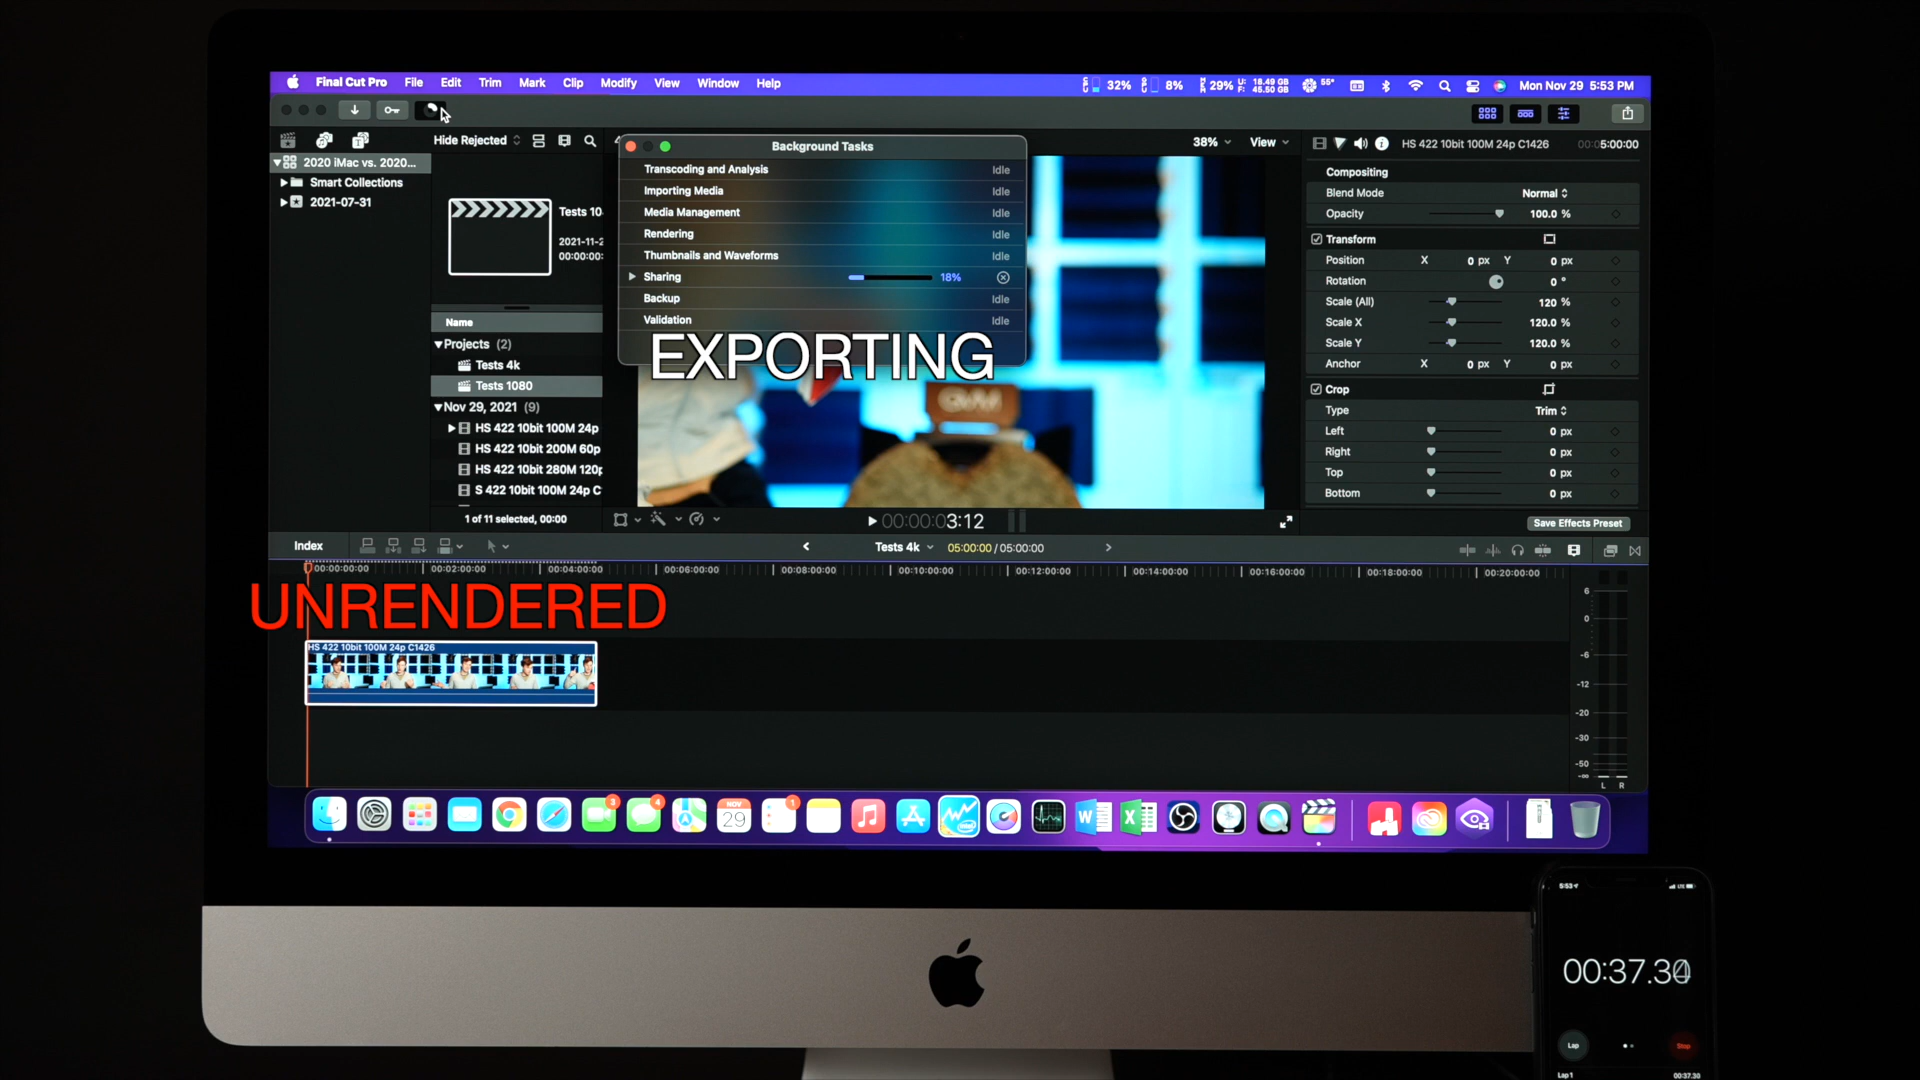 Final Cut Pro File Edit Trim Mark Clip Modify View Window Help
32% 8% 29% U: 18.49 GB F: 45.50 GB 55° Mon Nov 29 5:53 PM
Hide Rejected
Background Tasks
38% View
HS 422 10bit 100M 24p C1426 00:05:00:00
2020 iMac vs. 2020...
Smart Collections
2021-07-31
Tests 10
2021-11-2
00:00:00:
Name
Projects (2)
Tests 4k
Tests 1080
Nov 29, 2021 (9)
HS 422 10bit 100M 24p
HS 422 10bit 200M 60p
HS 422 10bit 280M 120p
S 422 10bit 100M 24p C
1 of 11 selected, 00:00
Transcoding and Analysis Idle
Importing Media Idle
Media Management Idle
Rendering Idle
Thumbnails and Waveforms Idle
Sharing 18%
Backup Idle
Validation Idle
EXPORTING
Compositing
Blend Mode Normal
Opacity 100.0 %
Transform
Position X 0 px Y 0 px
Rotation 0 °
Scale (All) 120 %
Scale X 120.0 %
Scale Y 120.0 %
Anchor X 0 px Y 0 px
Crop
Type Trim
Left 0 px
Right 0 px
Top 0 px
Bottom 0 px
Save Effects Preset
00:00:03:12
Index
Tests 4k 05:00:00 / 05:00:00
00:00:00:00 00:02:00:00 00:04:00:00 00:06:00:00 00:08:00:00 00:10:00:00 00:12:00:00 00:14:00:00 00:16:00:00 00:18:00:00 00:20:00:00
UNRENDERED
HS 422 10bit 100M 24p C1426
6
0
-6
-12
-20
-30
-50
-∞
L R
3 4 NOV 29 1
5:53
LTE
00:37.30
Lap Stop
Lap 1 00:37.30